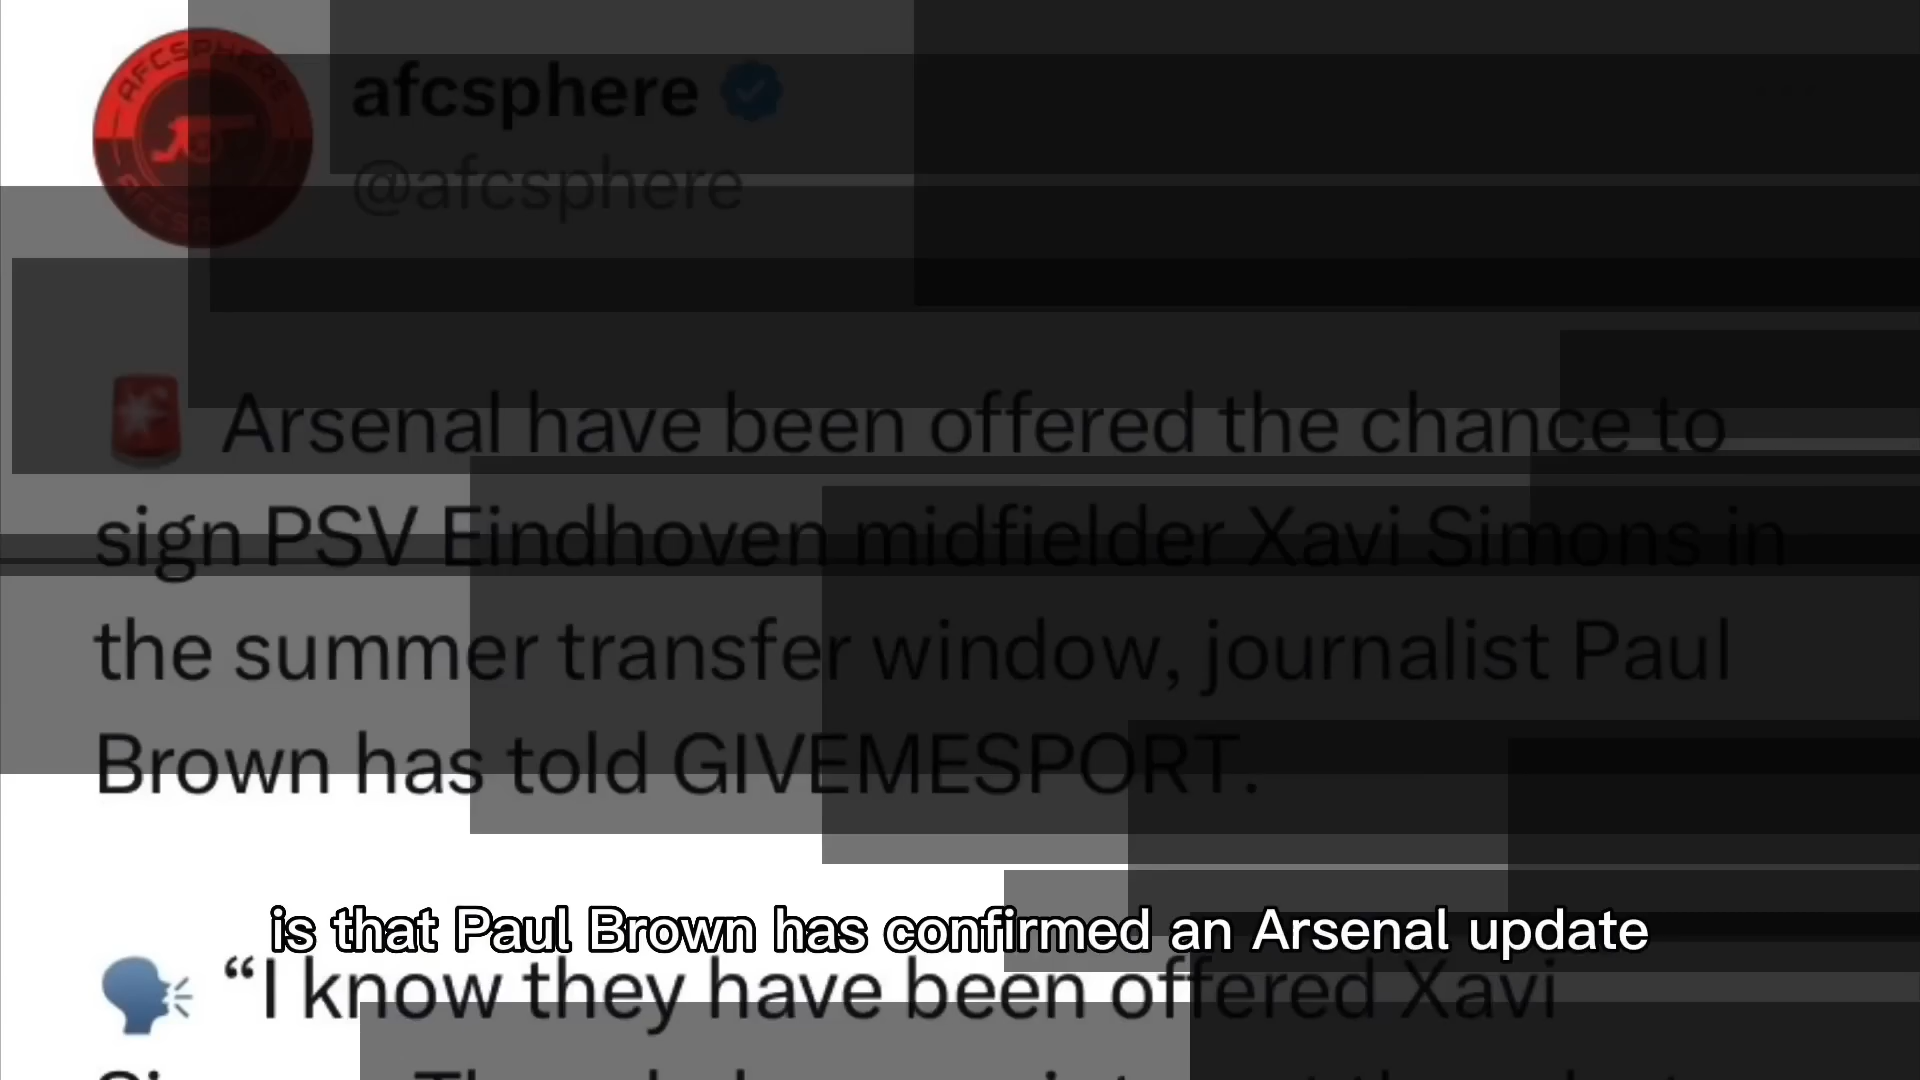 AFCSPHERE
afcsphere
@afcsphere
Arsenal have been offered the chance to
sign PSV Eindhoven midfielder Xavi Simons in
the summer transfer window, journalist Paul
Brown has told GIVEMESPORT.
is that Paul Brown has confirmed an Arsenal update
“I know they have been offered Xavi